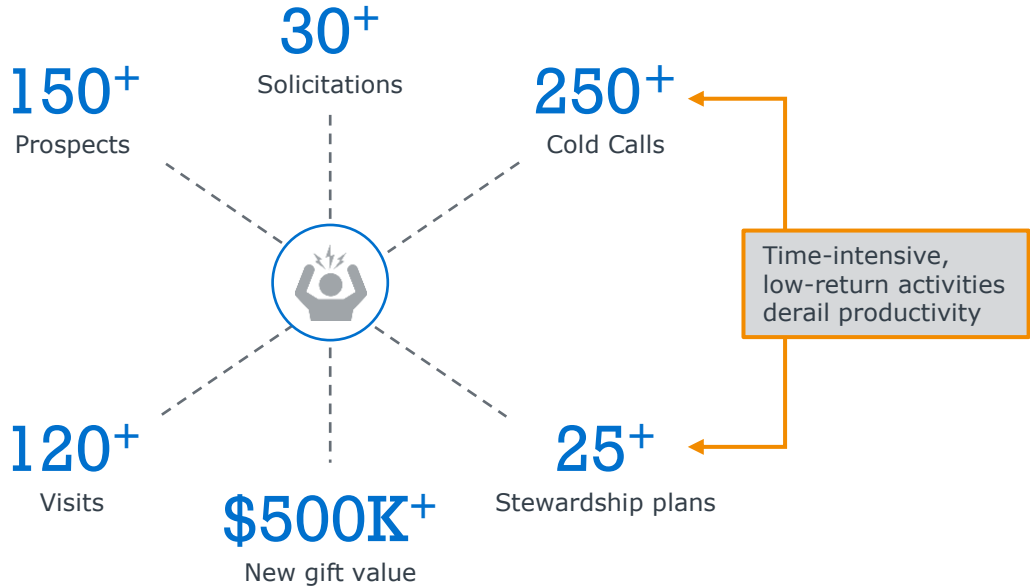 30+
Solicitations
150+
Prospects
250+
Cold Calls
Time-intensive,
low-return activities
derail productivity
120+
Visits
$500K+
New gift value
25+
Stewardship plans